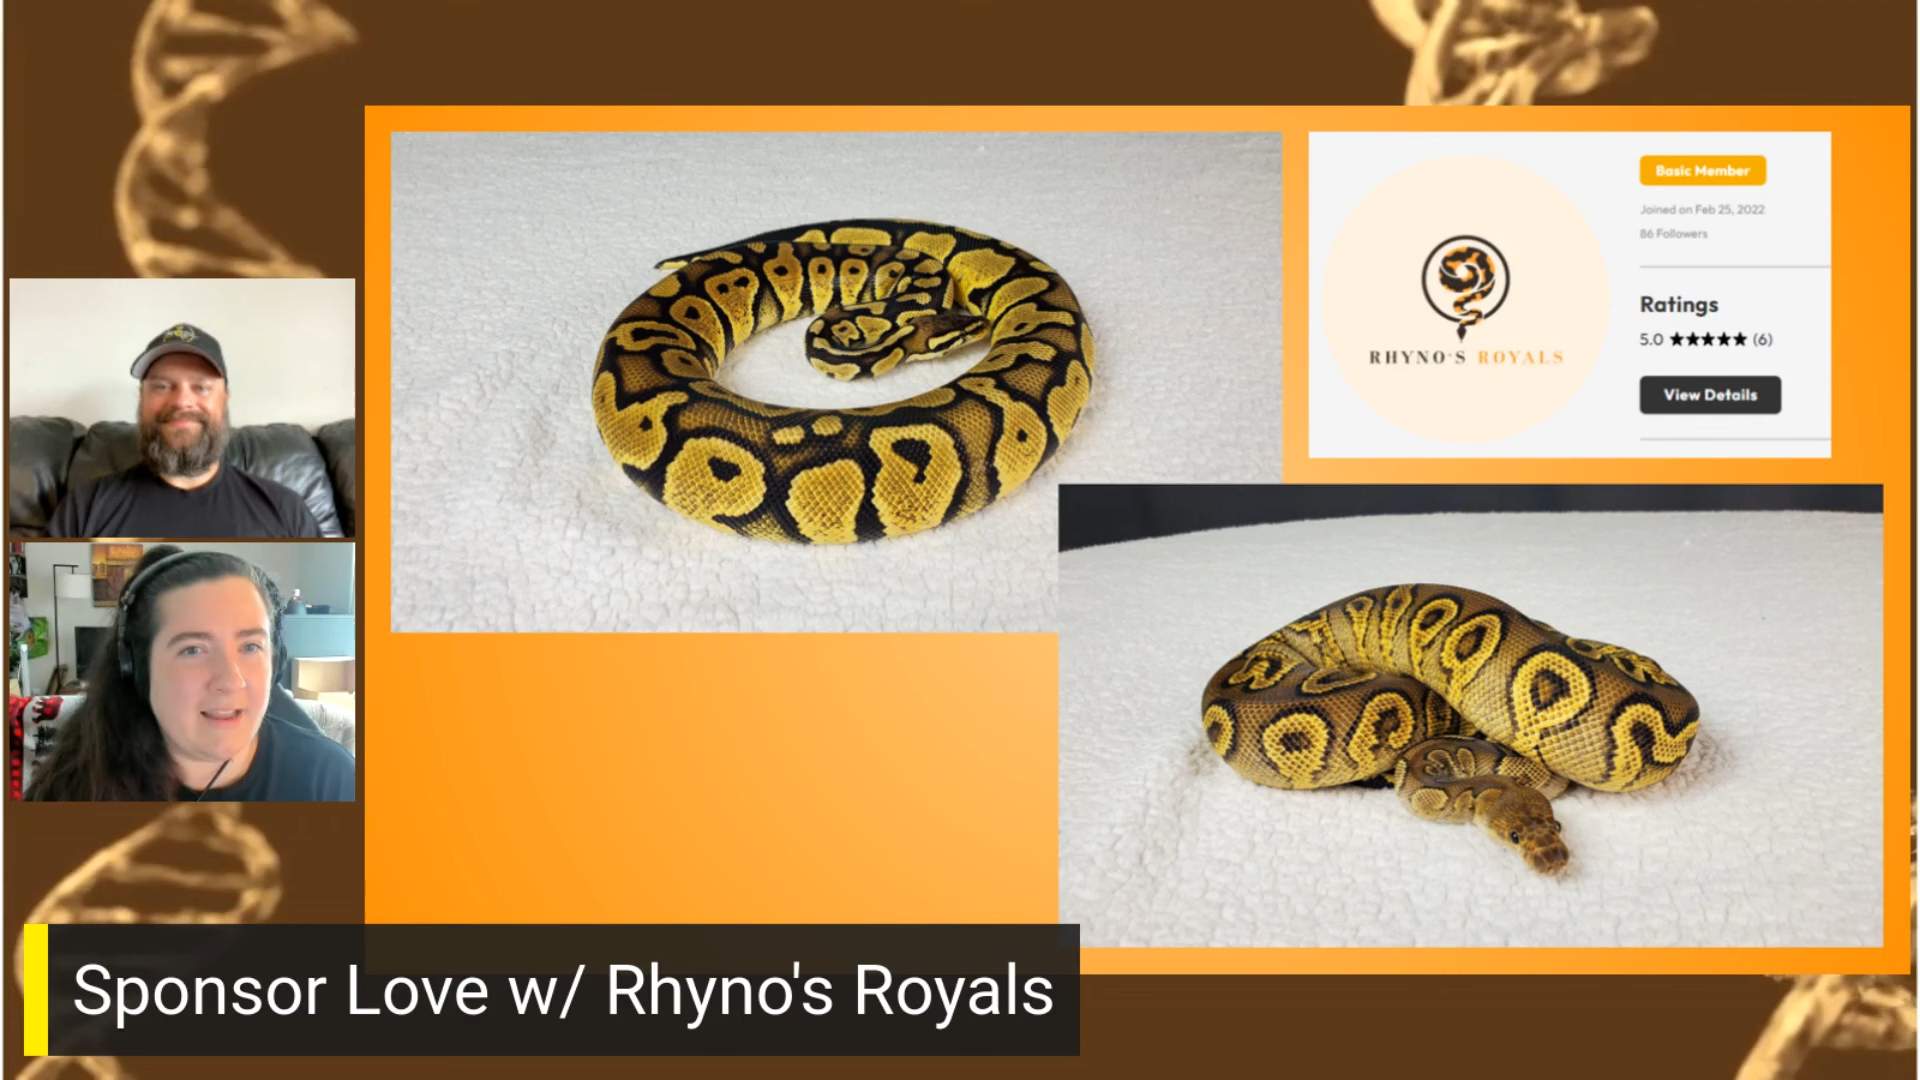 Basic Member
Joined on Feb 25, 2022
86 Followers
Ratings
5.0 ★★★★★ (6)
View Details
RHYNO'S ROYALS
Sponsor Love w/ Rhyno's Royals